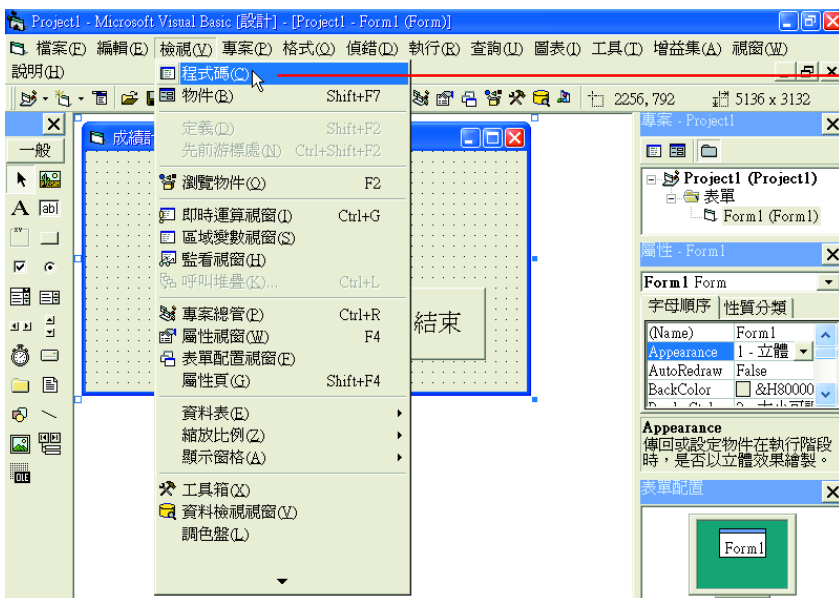 Project1 - Microsoft Visual Basic [設計] - [Project1 - Form1 (Form)]
檔案(F) 編輯(E) 檢視(V) 專案(P) 格式(O) 偵錯(D) 執行(R) 查詢(U) 圖表(I) 工具(T) 增益集(A) 視窗(W)
說明(H)
2256, 792 5136 x 3132
程式碼(C)
物件(B) Shift+F7
定義(D) Shift+F2
先前游標處(N) Ctrl+Shift+F2
瀏覽物件(O) F2
即時運算視窗(I) Ctrl+G
區域變數視窗(S)
監看視窗(H)
呼叫堆疊(K)... Ctrl+L
專案總管(P) Ctrl+R
屬性視窗(W) F4
表單配置視窗(E)
屬性頁(G) Shift+F4
資料表(E)
縮放比例(Z)
顯示窗格(A)
工具箱(X)
資料檢視視窗(V)
調色盤(L)
一般
A ab|
XY
OLE
成績計
結束
專案 - Project1
Project1 (Project1)
表單
Form1 (Form1)
屬性 - Form1
Form1 Form
字母順序 性質分類
(Name) Form1
Appearance 1 - 立體
AutoRedraw False
BackColor &H80000
Appearance
傳回或設定物件在執行階段
時，是否以立體效果繪製。
表單配置
Form1